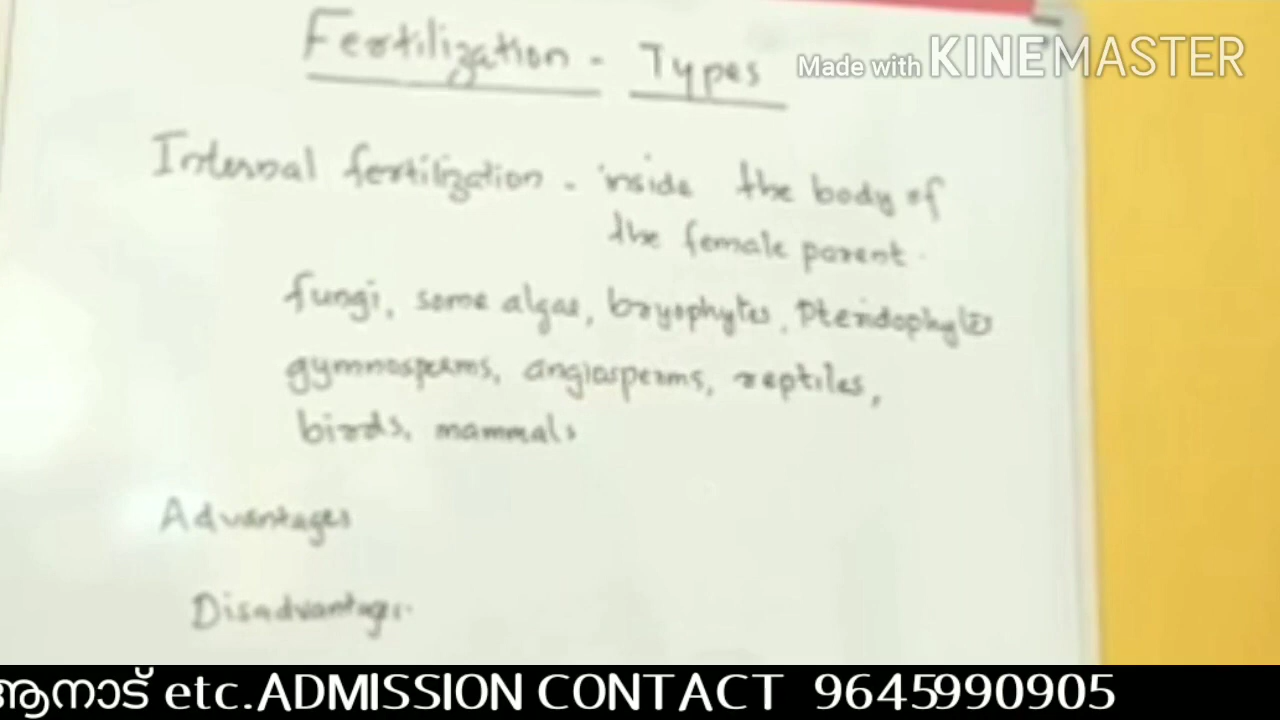 Fertilization - Types
Made with KINEMASTER
Internal fertilization - inside the body of
the female parent.
fungi, some algae, bryophytes, Pteridophytes
gymnosperms, angiosperms, reptiles,
birds, mammals
Advantages
Disadvantages
ആനാട് etc.ADMISSION CONTACT 9645990905